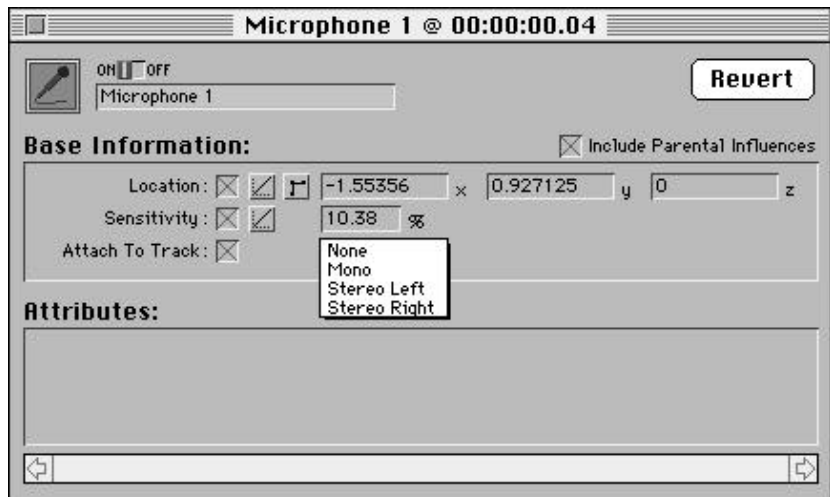 Microphone 1 @ 00:00:00.04
ON OFF
Microphone 1
Revert
Base Information:
Include Parental Influences
Location: -1.55356 x 0.927125 y 0 z
Sensitivity: 10.38 %
Attach To Track:
None
Mono
Stereo Left
Stereo Right
Attributes: